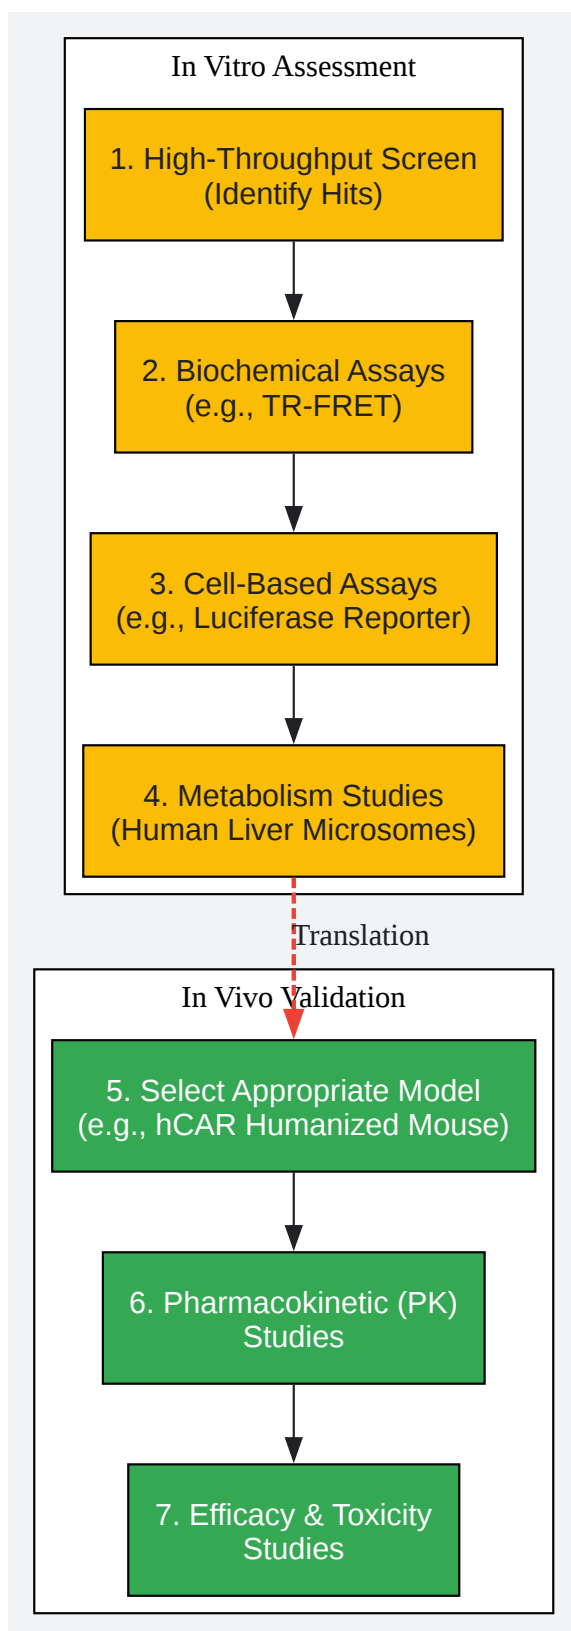 In Vitro Assessment
1. High-Throughput Screen
(Identify Hits)
2. Biochemical Assays
(e.g., TR-FRET)
3. Cell-Based Assays
(e.g., Luciferase Reporter)
4. Metabolism Studies
(Human Liver Microsomes)
Translation
In Vivo Validation
5. Select Appropriate Model
(e.g., hCAR Humanized Mouse)
6. Pharmacokinetic (PK)
Studies
7. Efficacy & Toxicity
Studies